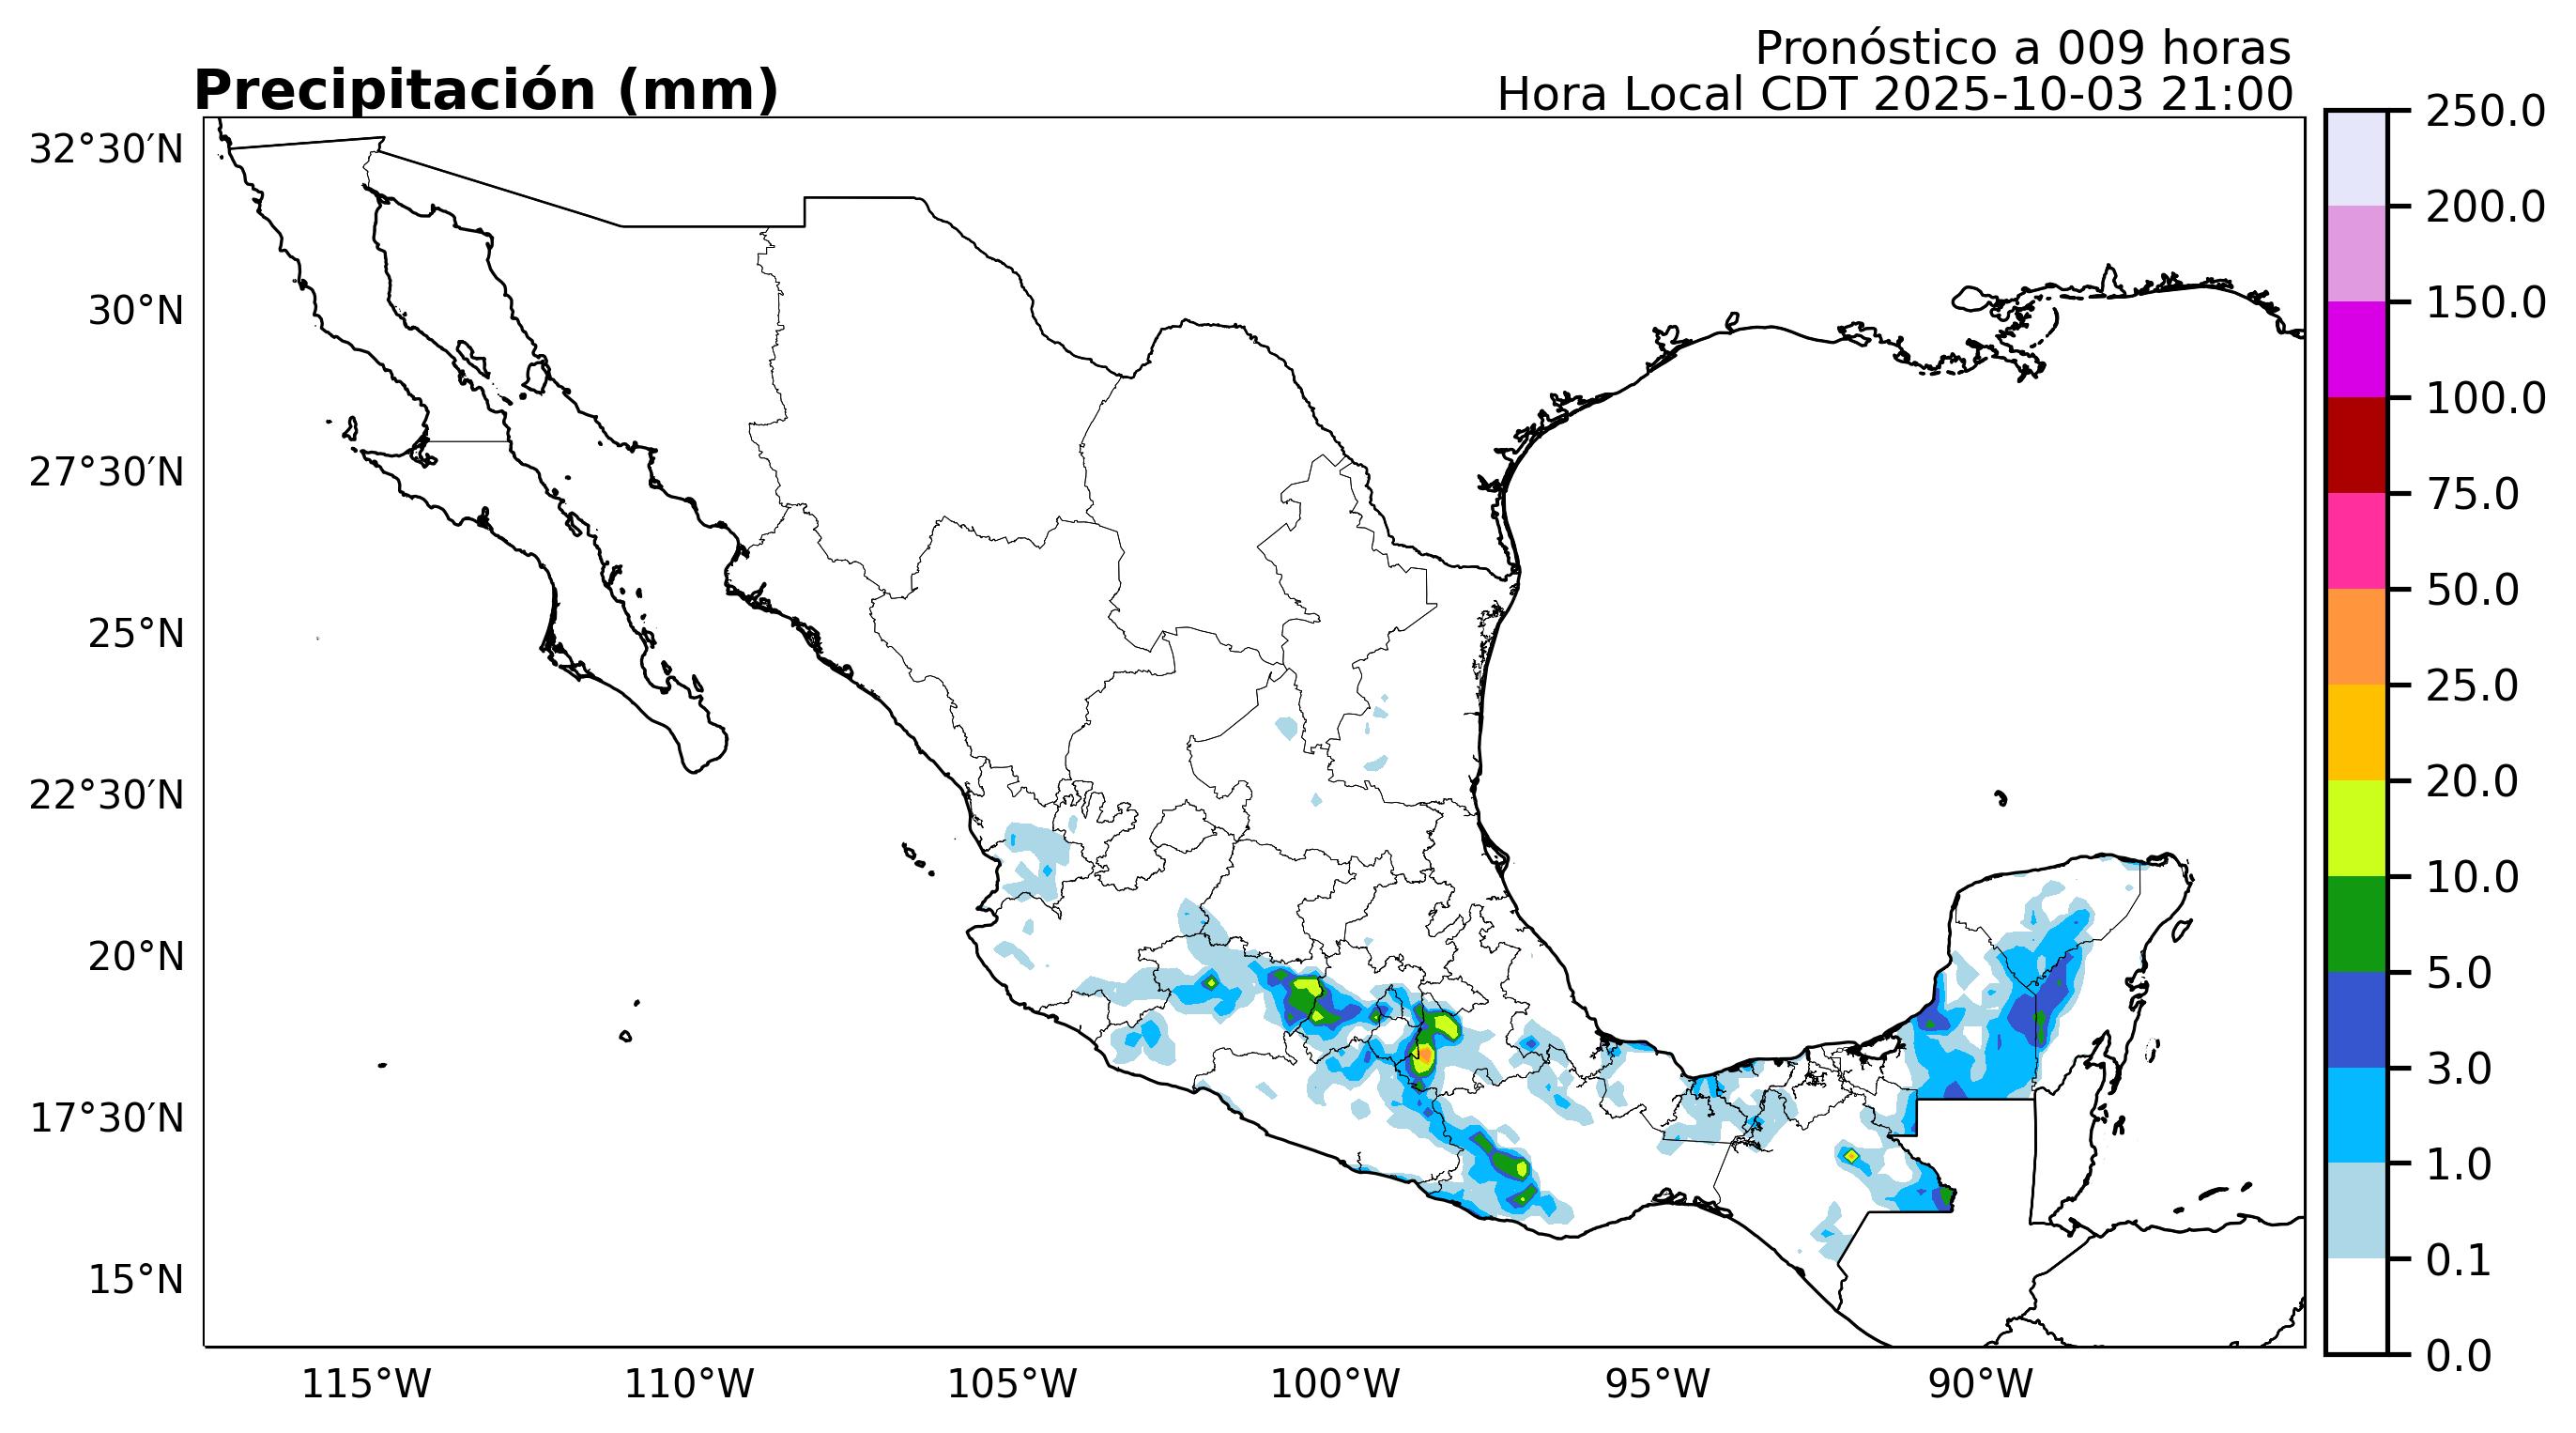 Pronóstico a 009 horas
Precipitación (mm)
Hora Local CDT 2025-10-03 21:00
32°30′N
30°N
27°30′N
25°N
22°30′N
20°N
17°30′N
15°N
115°W
110°W
105°W
100°W
95°W
90°W
250.0
200.0
150.0
100.0
75.0
50.0
25.0
20.0
10.0
5.0
3.0
1.0
0.1
0.0